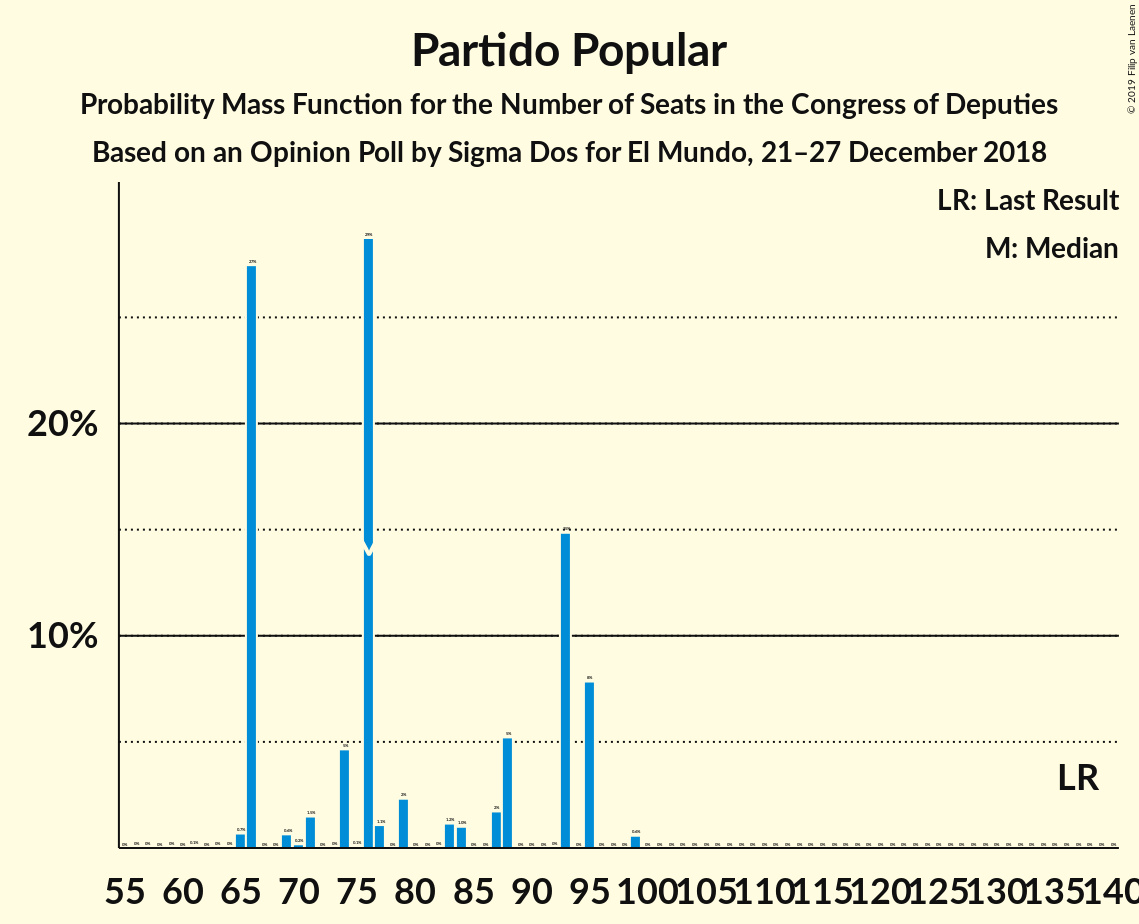 Partido Popular
Probability Mass Function for the Number of Seats in the Congress of Deputies
Based on an Opinion Poll by Sigma Dos for El Mundo, 21–27 December 2018
© 2019 Filip van Laenen
LR: Last Result
M: Median
20%
10%
M
LR
55 60 65 70 75 80 85 90 95 100 105 110 115 120 125 130 135 140